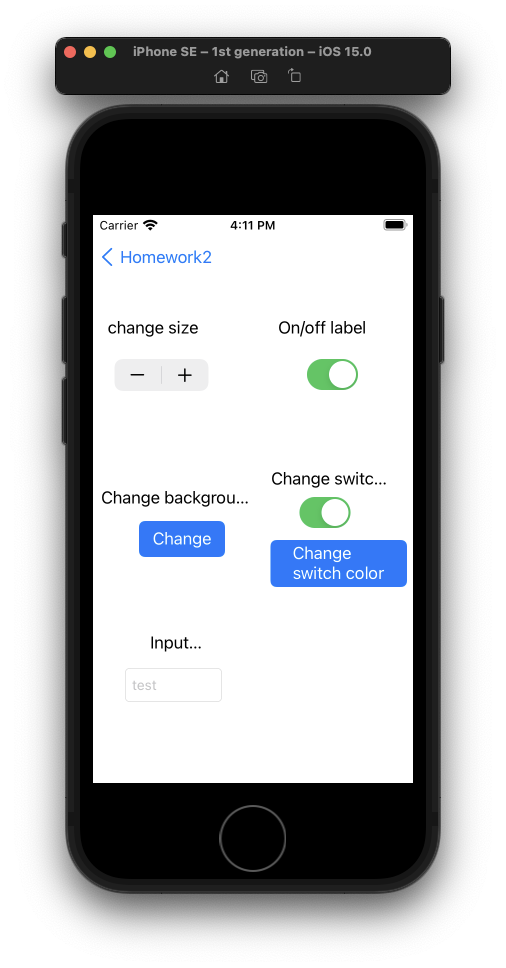 iPhone SE – 1st generation – iOS 15.0
Carrier 4:11 PM
Homework2
change size
On/off label
Change switc...
Change backgrou...
Change
Change
switch color
Input...
test